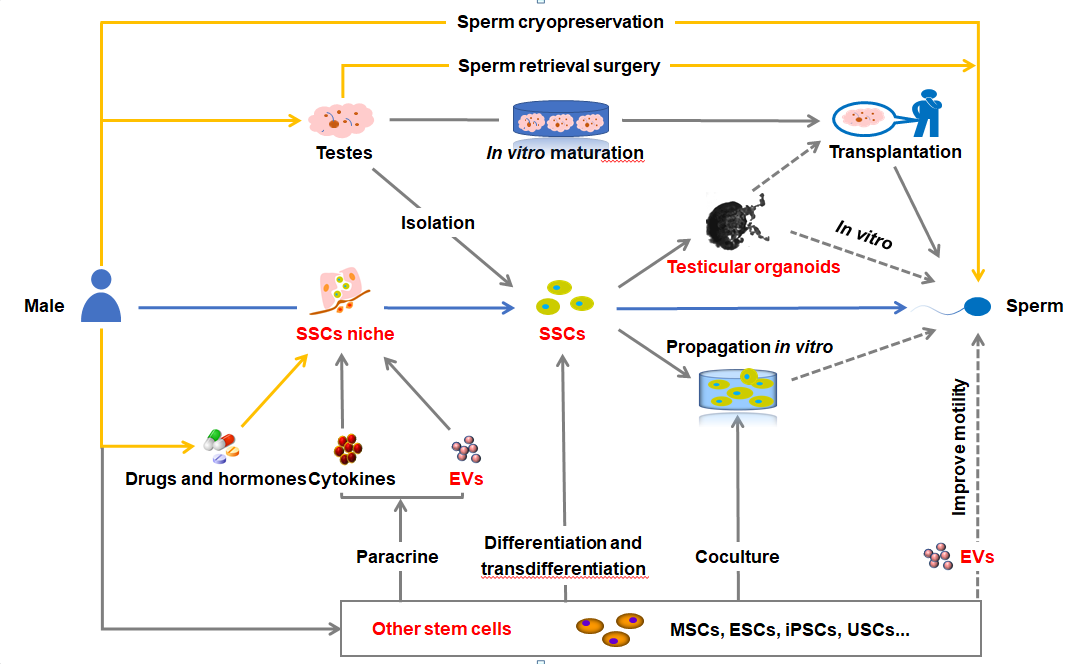 Sperm cryopreservation
Sperm retrieval surgery
Testes
In vitro maturation
Transplantation
Isolation
In vitro
Testicular organoids
Male
SSCs niche
SSCs
Sperm
Propagation in vitro
Improve motility
Drugs and hormones
Cytokines
EVs
Paracrine
Differentiation and
transdifferentiation
Coculture
EVs
Other stem cells
MSCs, ESCs, iPSCs, USCs...